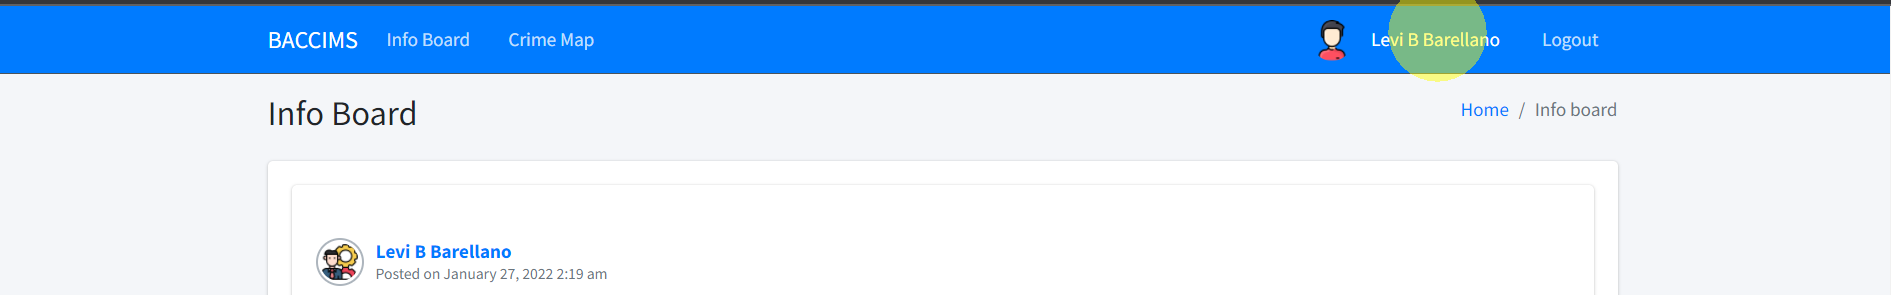 BACCIMS Info Board Crime Map Levi B Barellano Logout
Info Board
Home / Info board
Levi B Barellano
Posted on January 27, 2022 2:19 am